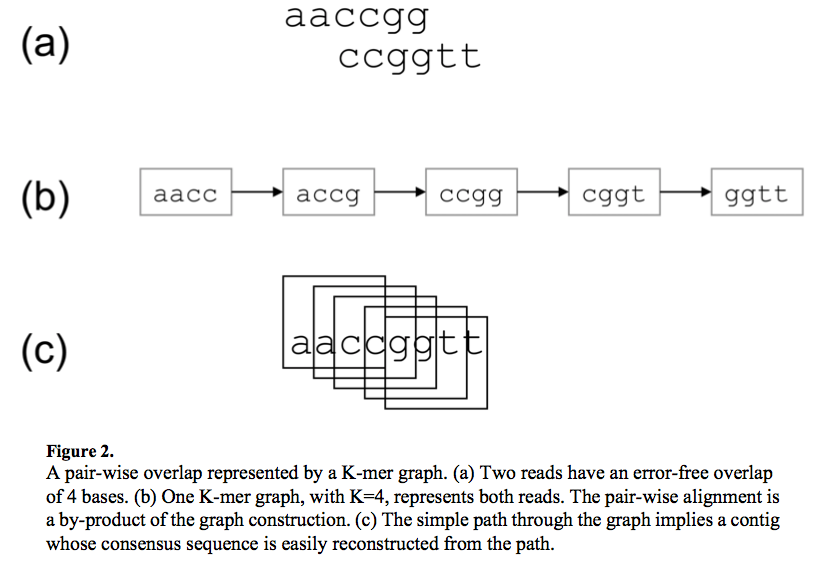 (a)
aaccgg
ccggtt
(b)
aacc accg ccgg cggt ggtt
(c)
aaccggtt
Figure 2.
A pair-wise overlap represented by a K-mer graph. (a) Two reads have an error-free overlap
of 4 bases. (b) One K-mer graph, with K=4, represents both reads. The pair-wise alignment is
a by-product of the graph construction. (c) The simple path through the graph implies a contig
whose consensus sequence is easily reconstructed from the path.